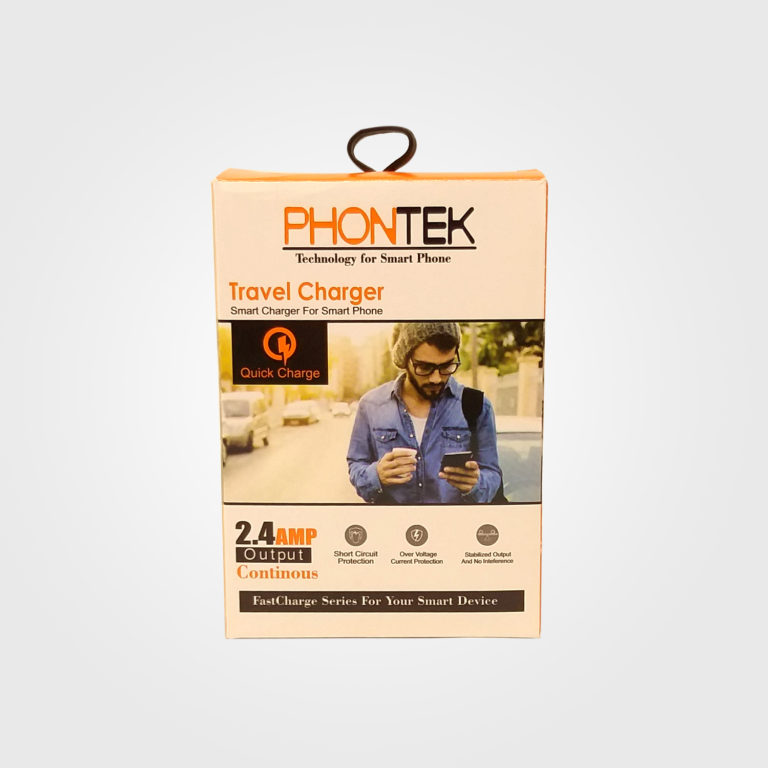 PHONTEK
Technology for Smart Phone
Travel Charger
Smart Charger For Smart Phone
Quick Charge
2.4AMP
Output
Continous
Short Circuit
Protection
Over Voltage
Current Protection
Stabilized Output
And No Inteference
FastCharge Series For Your Smart Device